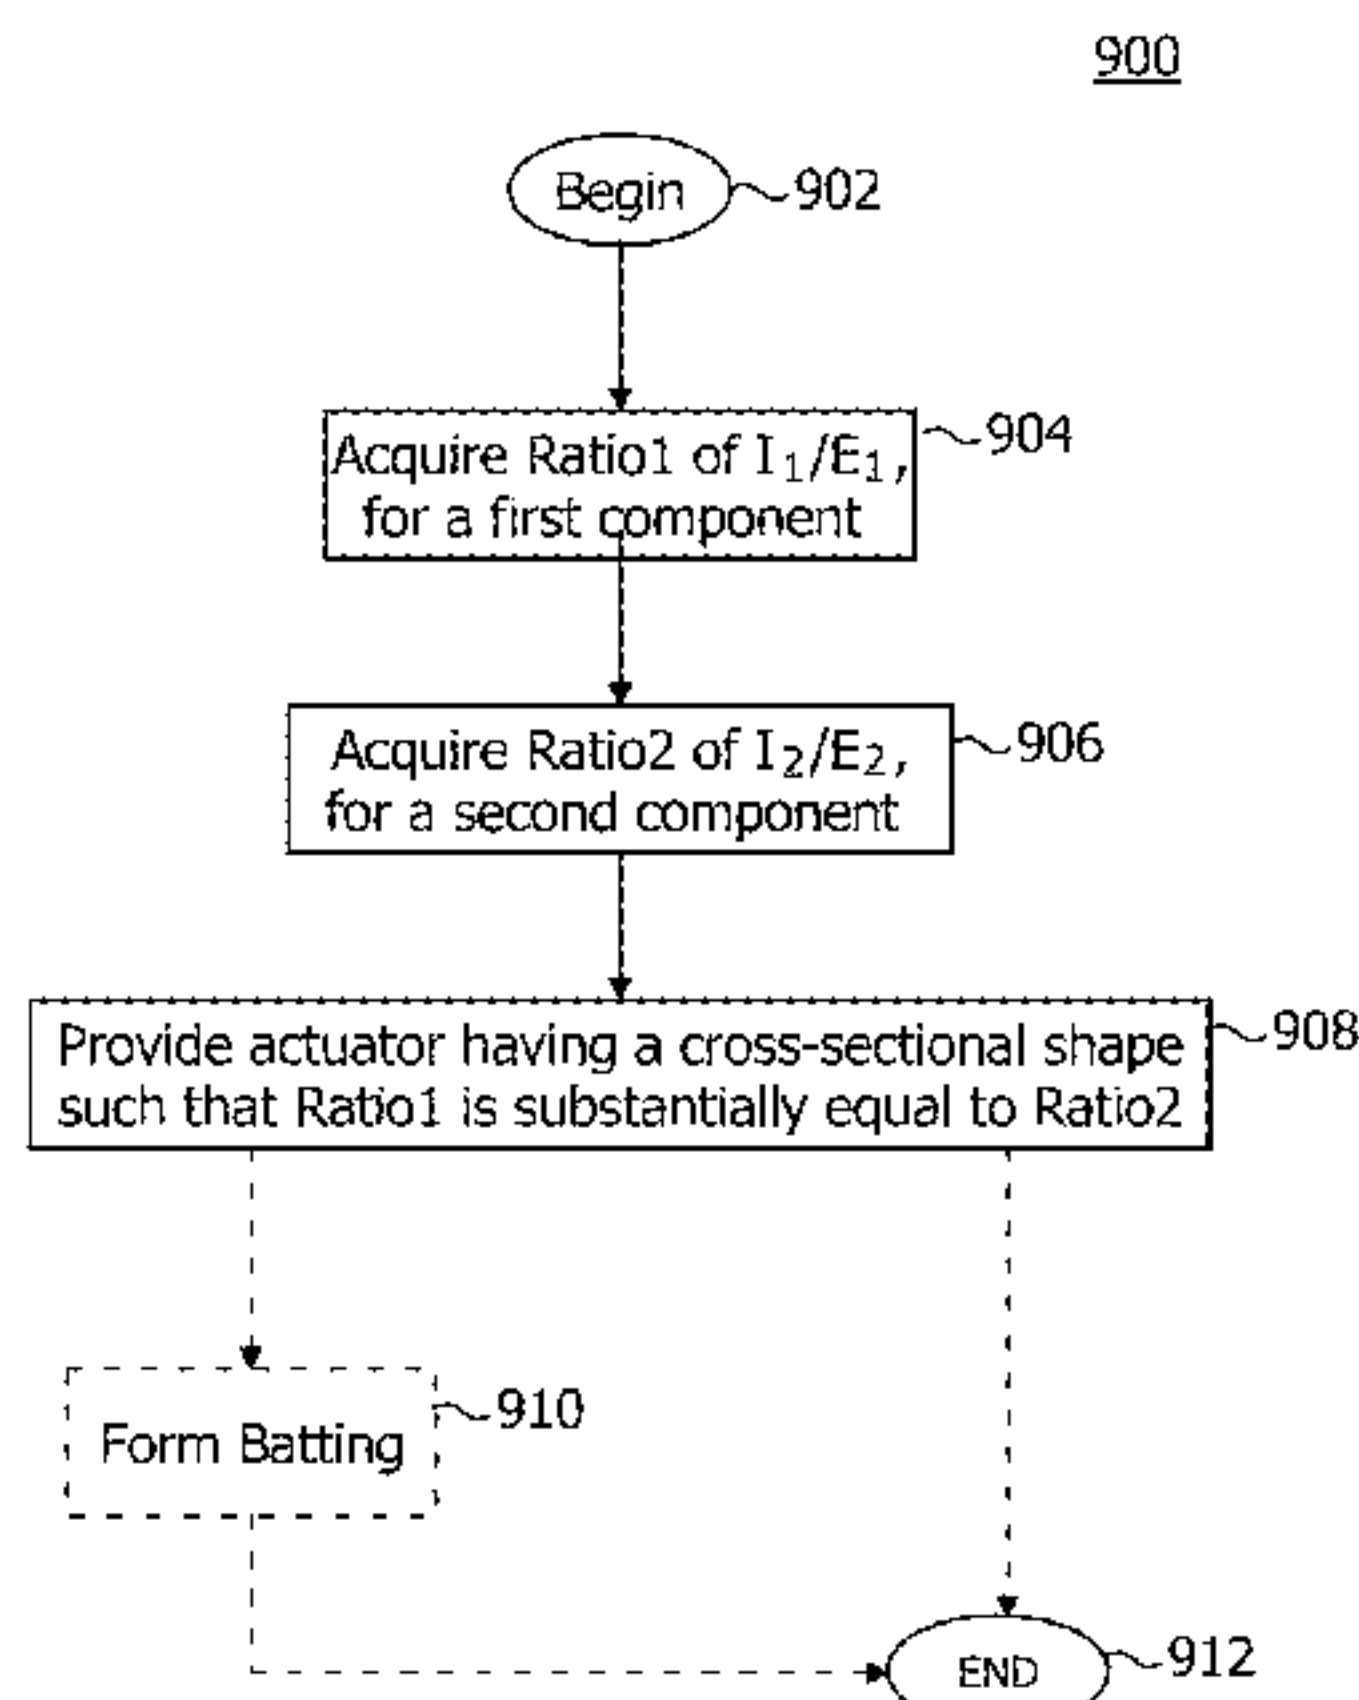 900
Begin
902
Acquire Ratio1 of I₁/E₁,
for a first component
904
Acquire Ratio2 of I₂/E₂,
for a second component
906
Provide actuator having a cross-sectional shape
such that Ratio1 is substantially equal to Ratio2
908
Form Batting
910
END
912